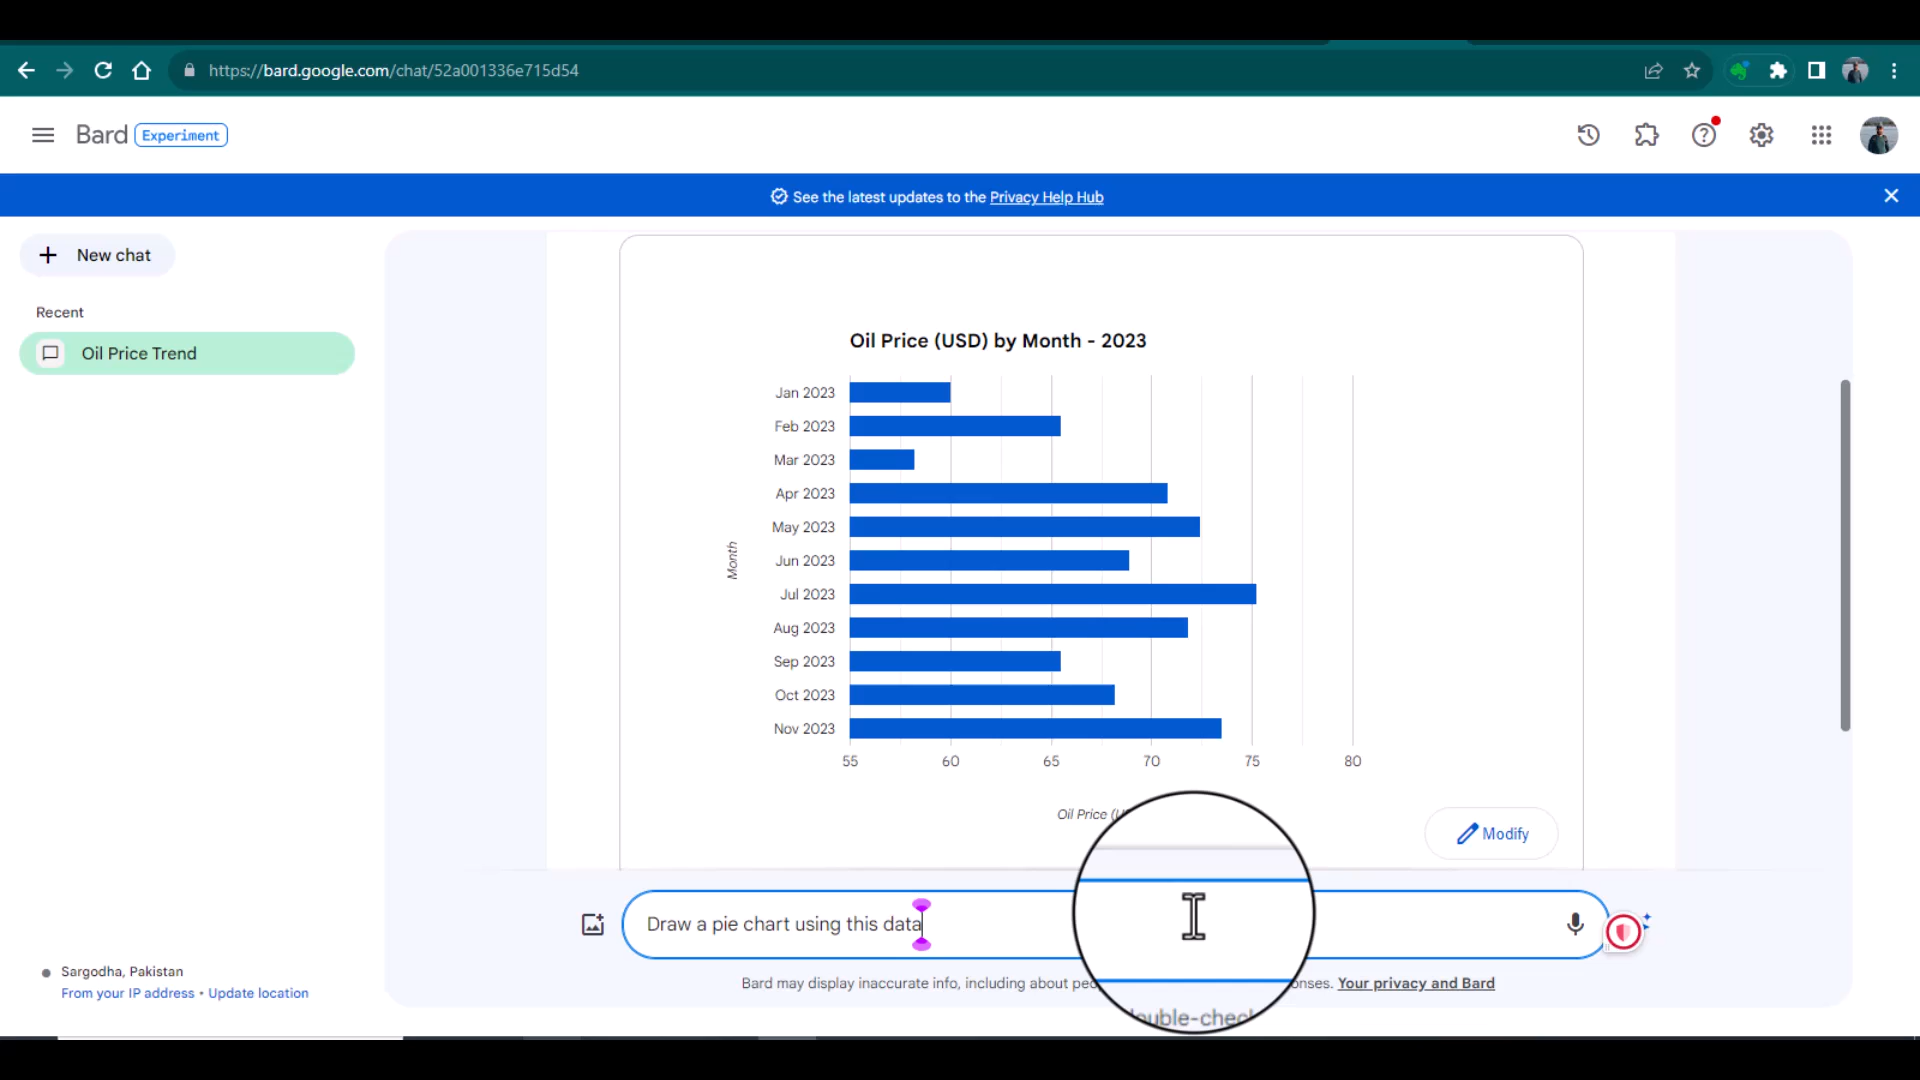 https://bard.google.com/chat/52a001336e715d54
Bard Experiment
See the latest updates to the Privacy Help Hub
New chat
Recent
Oil Price Trend
Oil Price (USD) by Month - 2023
Jan 2023
Feb 2023
Mar 2023
Apr 2023
May 2023
Jun 2023
Jul 2023
Aug 2023
Sep 2023
Oct 2023
Nov 2023
Month
55 60 65 70 75 80
Oil Price
Modify
Draw a pie chart using this data
Sargodha, Pakistan
From your IP address • Update location
Bard may display inaccurate info, including about
Your privacy and Bard